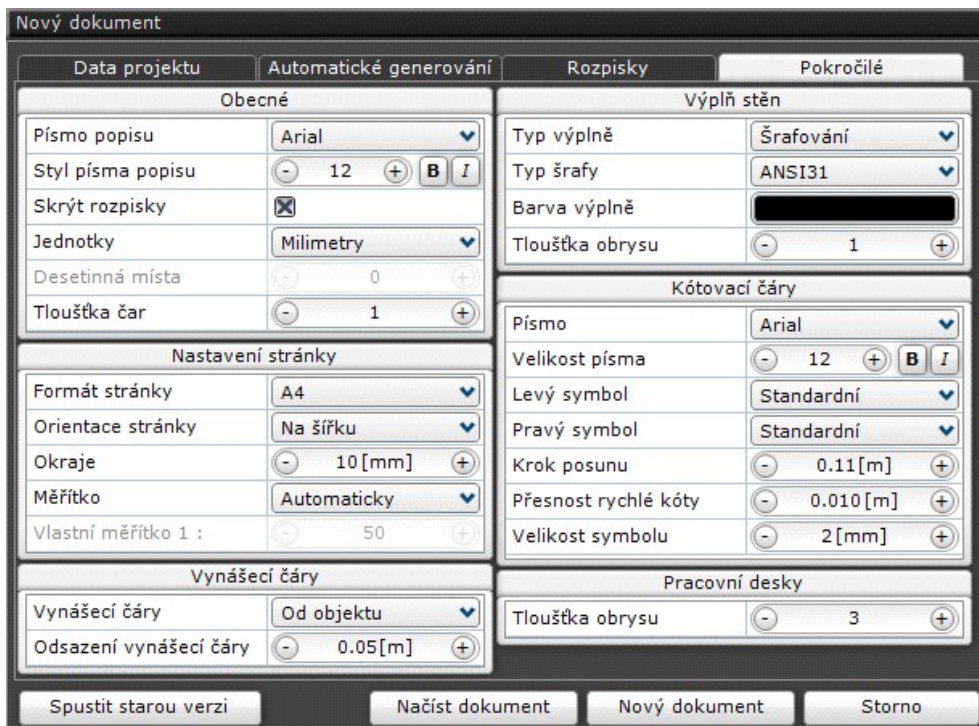 Nový dokument
Data projektu
Automatické generování
Rozpisky
Pokročilé
Obecné
Písmo popisu Arial
Styl písma popisu - 12 + B I
Skrýt rozpisky
Jednotky Milimetry
Desetinná místa - 0 +
Tloušťka čar - 1 +
Nastavení stránky
Formát stránky A4
Orientace stránky Na šířku
Okraje - 10[mm] +
Měřítko Automaticky
Vlastní měřítko 1 : - 50 +
Vynášecí čáry
Vynášecí čáry Od objektu
Odsazení vynášecí čáry - 0.05[m] +
Výplň stěn
Typ výplně Šrafování
Typ šrafy ANSI31
Barva výplně
Tloušťka obrysu - 1 +
Kótovací čáry
Písmo Arial
Velikost písma - 12 + B I
Levý symbol Standardní
Pravý symbol Standardní
Krok posunu - 0.11[m] +
Přesnost rychlé kóty - 0.010[m] +
Velikost symbolu - 2[mm] +
Pracovní desky
Tloušťka obrysu - 3 +
Spustit starou verzi
Načíst dokument
Nový dokument
Storno